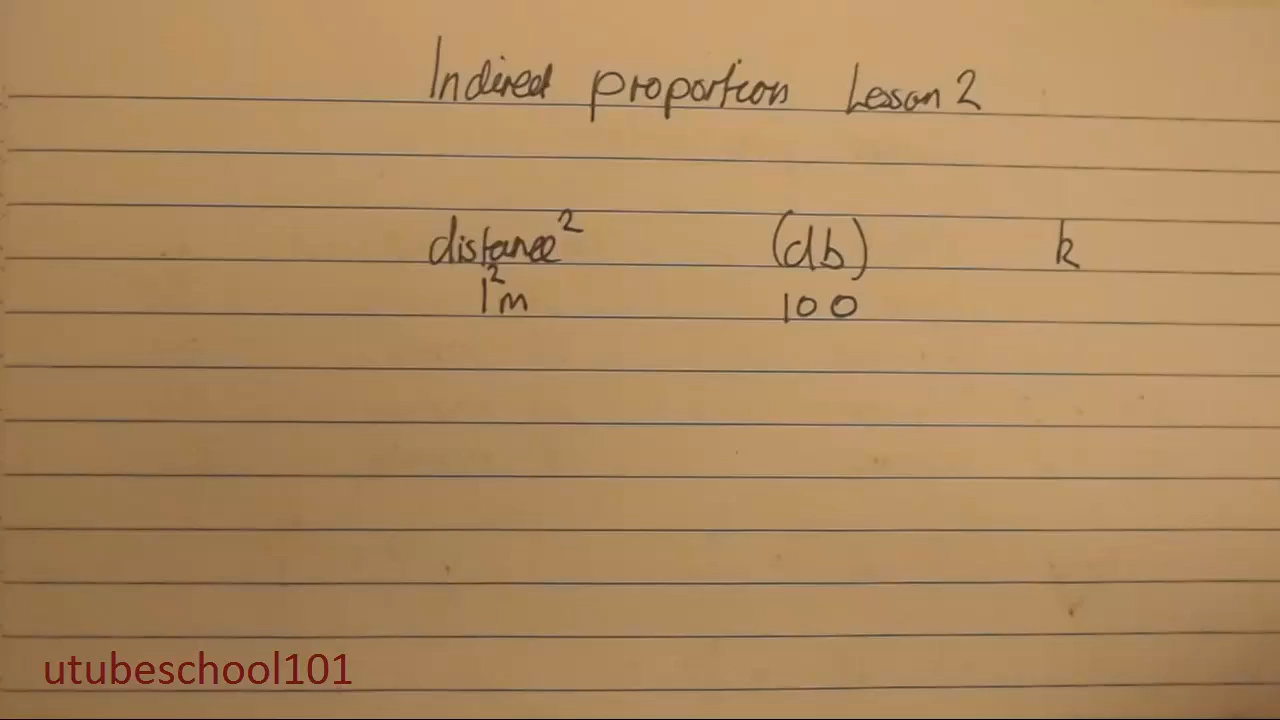 Indirect proportion Lesson 2
distance² (db) k
1²m 100
utubeschool101